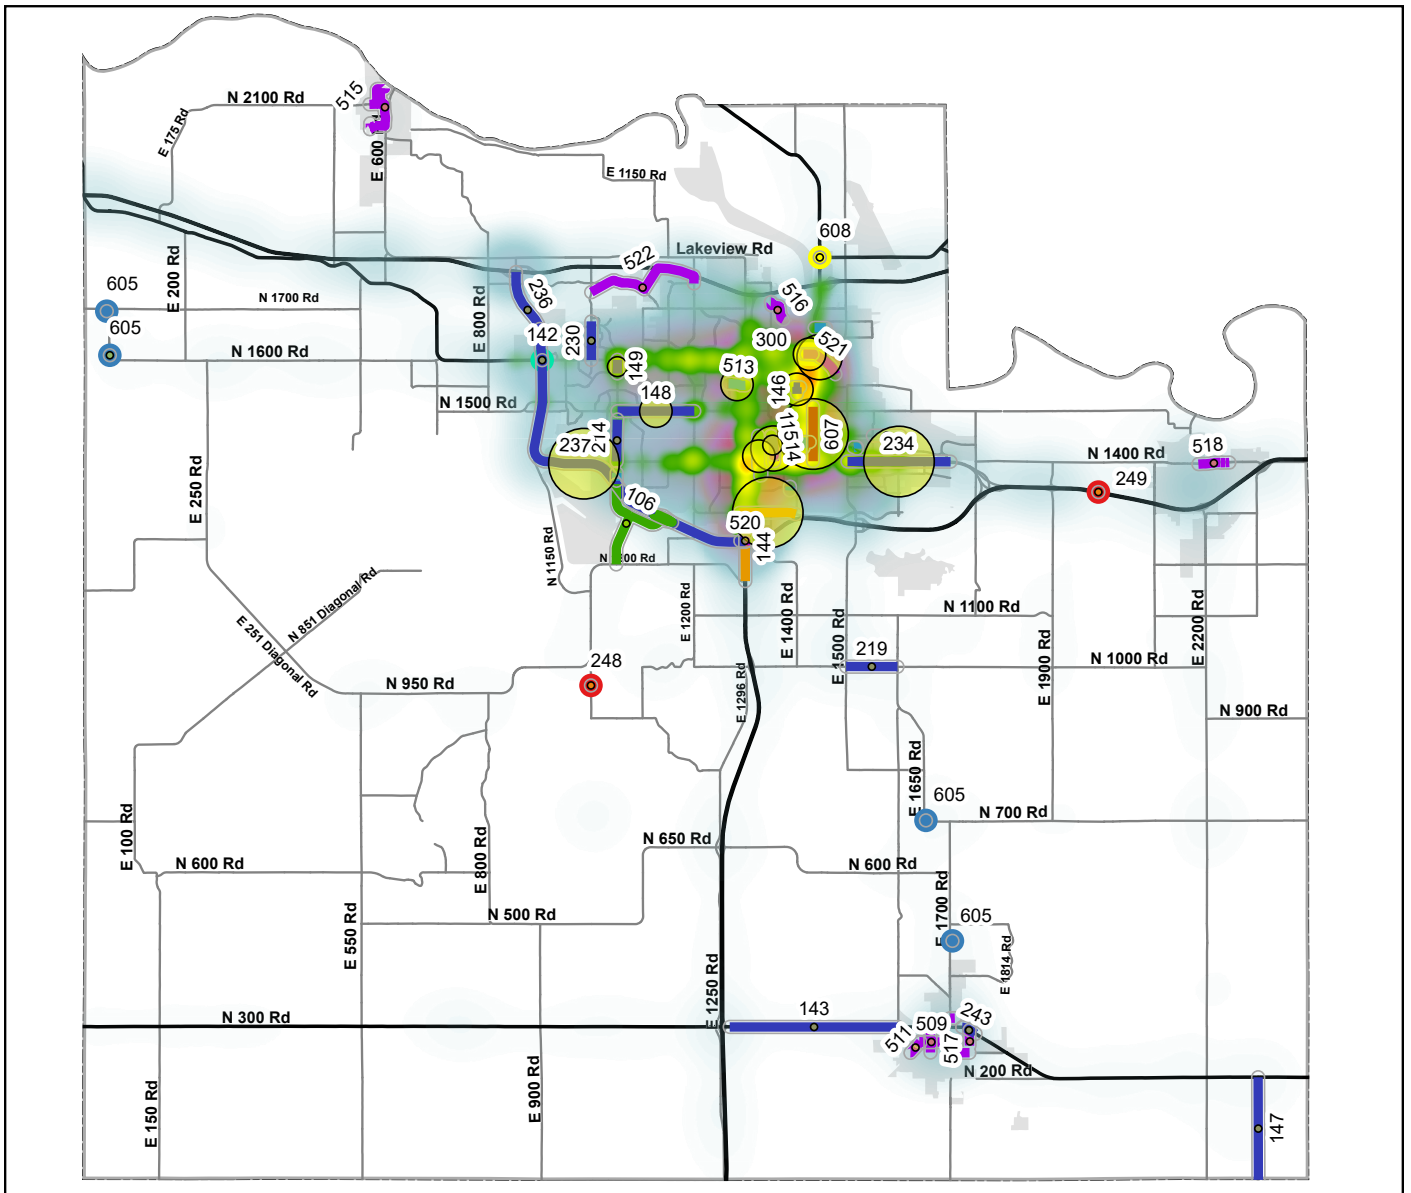 515
N 2100 Rd
E 175 Rd
E 600
E 1150 Rd
608
Lakeview Rd
522
605
E 200 Rd
N 1700 Rd
E 800 Rd
236
516
605
142
230
300
521
N 1600 Rd
149
513
146
N 1500 Rd
148
115
14
607
214
237
234
N 1400 Rd
518
249
E 250 Rd
106
520
144
N 1150 Rd
00 Rd
N 851 Diagonal Rd
E 251 Diagonal Rd
E 1200 Rd
E 1400 Rd
E 1500 Rd
N 1100 Rd
E 1900 Rd
E 2200 Rd
219
N 1000 Rd
248
N 950 Rd
E 1296 Rd
N 900 Rd
E 1650 Rd
605
N 700 Rd
E 100 Rd
N 650 Rd
N 600 Rd
E 800 Rd
N 600 Rd
N 500 Rd
E 550 Rd
E 1700 Rd
605
E 1814 Rd
E 1250 Rd
N 300 Rd
143
511
509
517
243
N 200 Rd
E 150 Rd
E 900 Rd
147